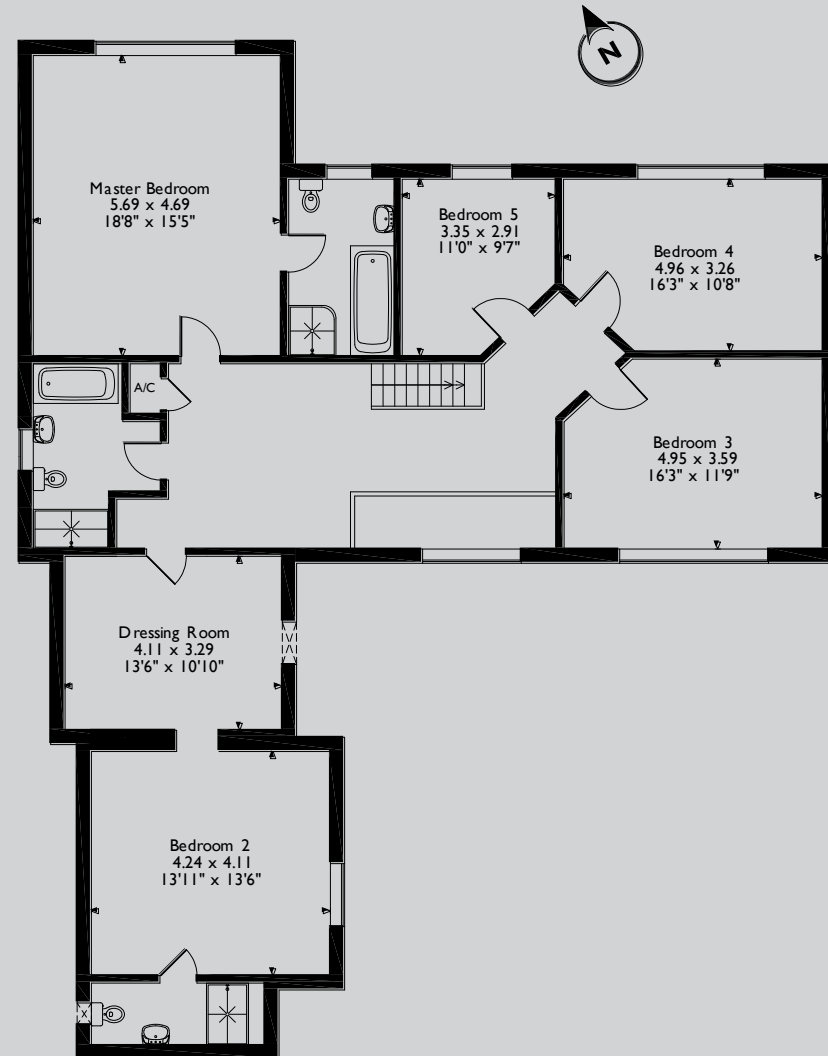 N
Master Bedroom
5.69 x 4.69
18'8" x 15'5"
Bedroom 5
3.35 x 2.91
11'0" x 9'7"
Bedroom 4
4.96 x 3.26
16'3" x 10'8"
A/C
Bedroom 3
4.95 x 3.59
16'3" x 11'9"
Dressing Room
4.11 x 3.29
13'6" x 10'10"
Bedroom 2
4.24 x 4.11
13'11" x 13'6"